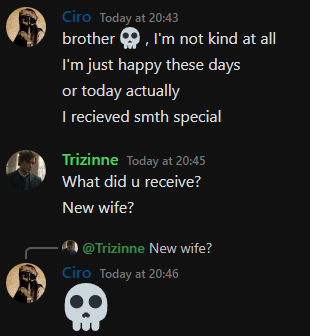 Ciro Today at 20:43
brother 💀 , I'm not kind at all
I'm just happy these days
or today actually
I recieved smth special
Trizinne Today at 20:45
What did u receive?
New wife?
@Trizinne New wife?
Ciro Today at 20:46
💀